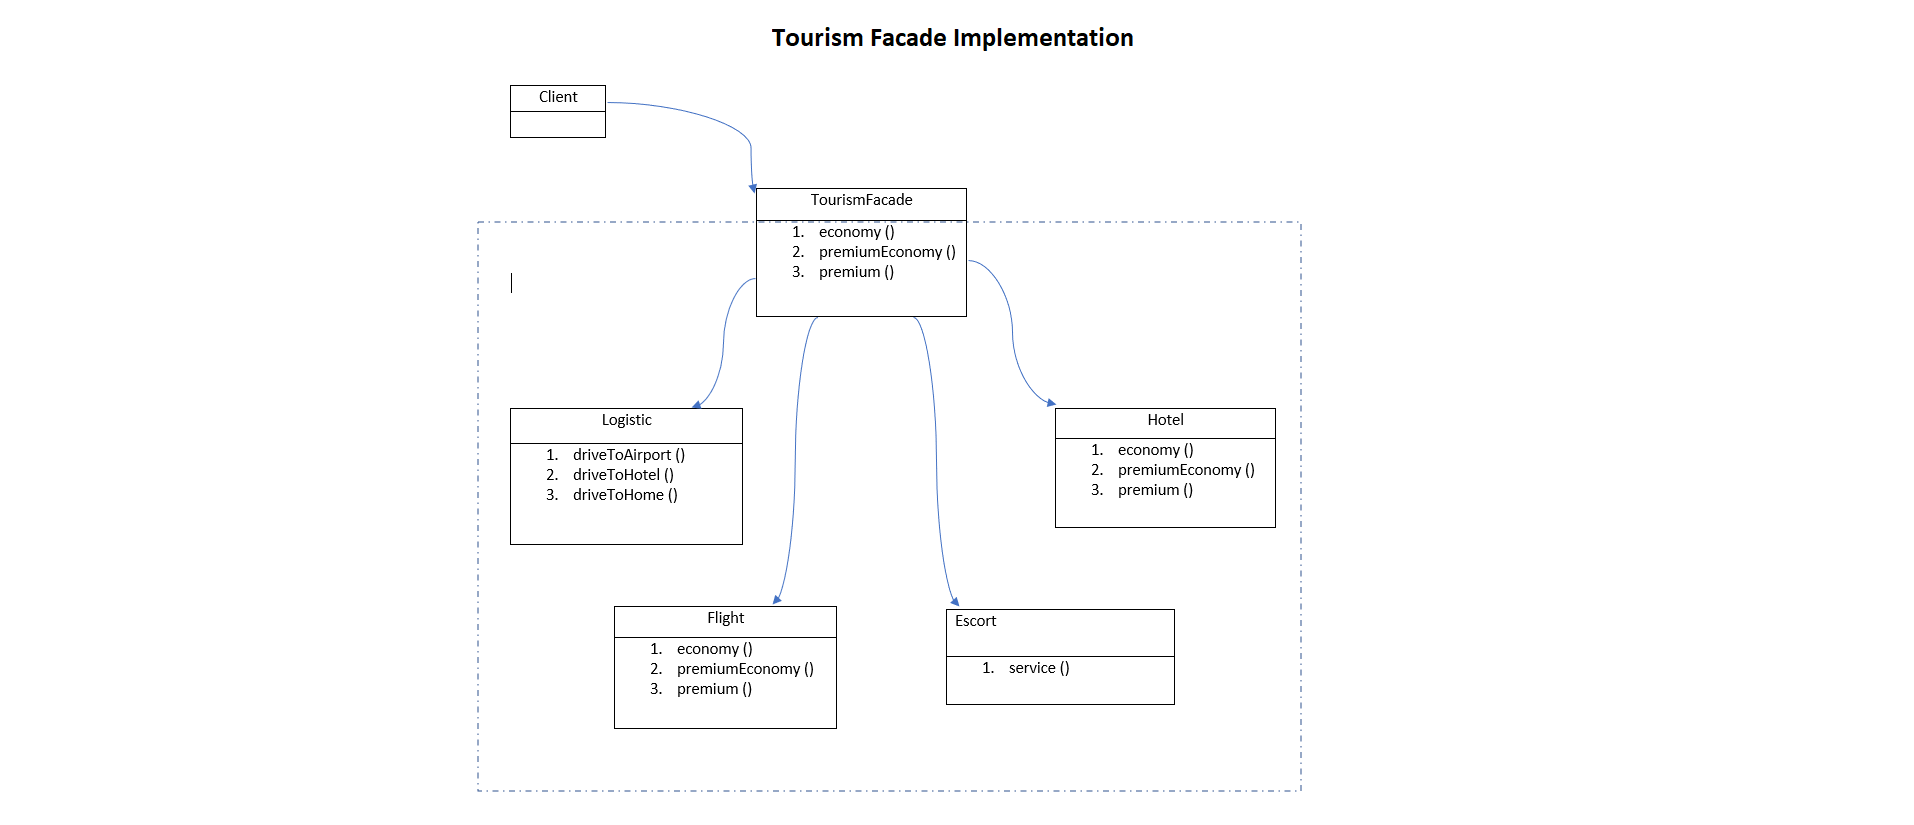 Tourism Facade Implementation
Client
TourismFacade
1. economy ()
2. premiumEconomy ()
3. premium ()
Logistic
1. driveToAirport ()
2. driveToHotel ()
3. driveToHome ()
Hotel
1. economy ()
2. premiumEconomy ()
3. premium ()
Flight
1. economy ()
2. premiumEconomy ()
3. premium ()
Escort
1. service ()